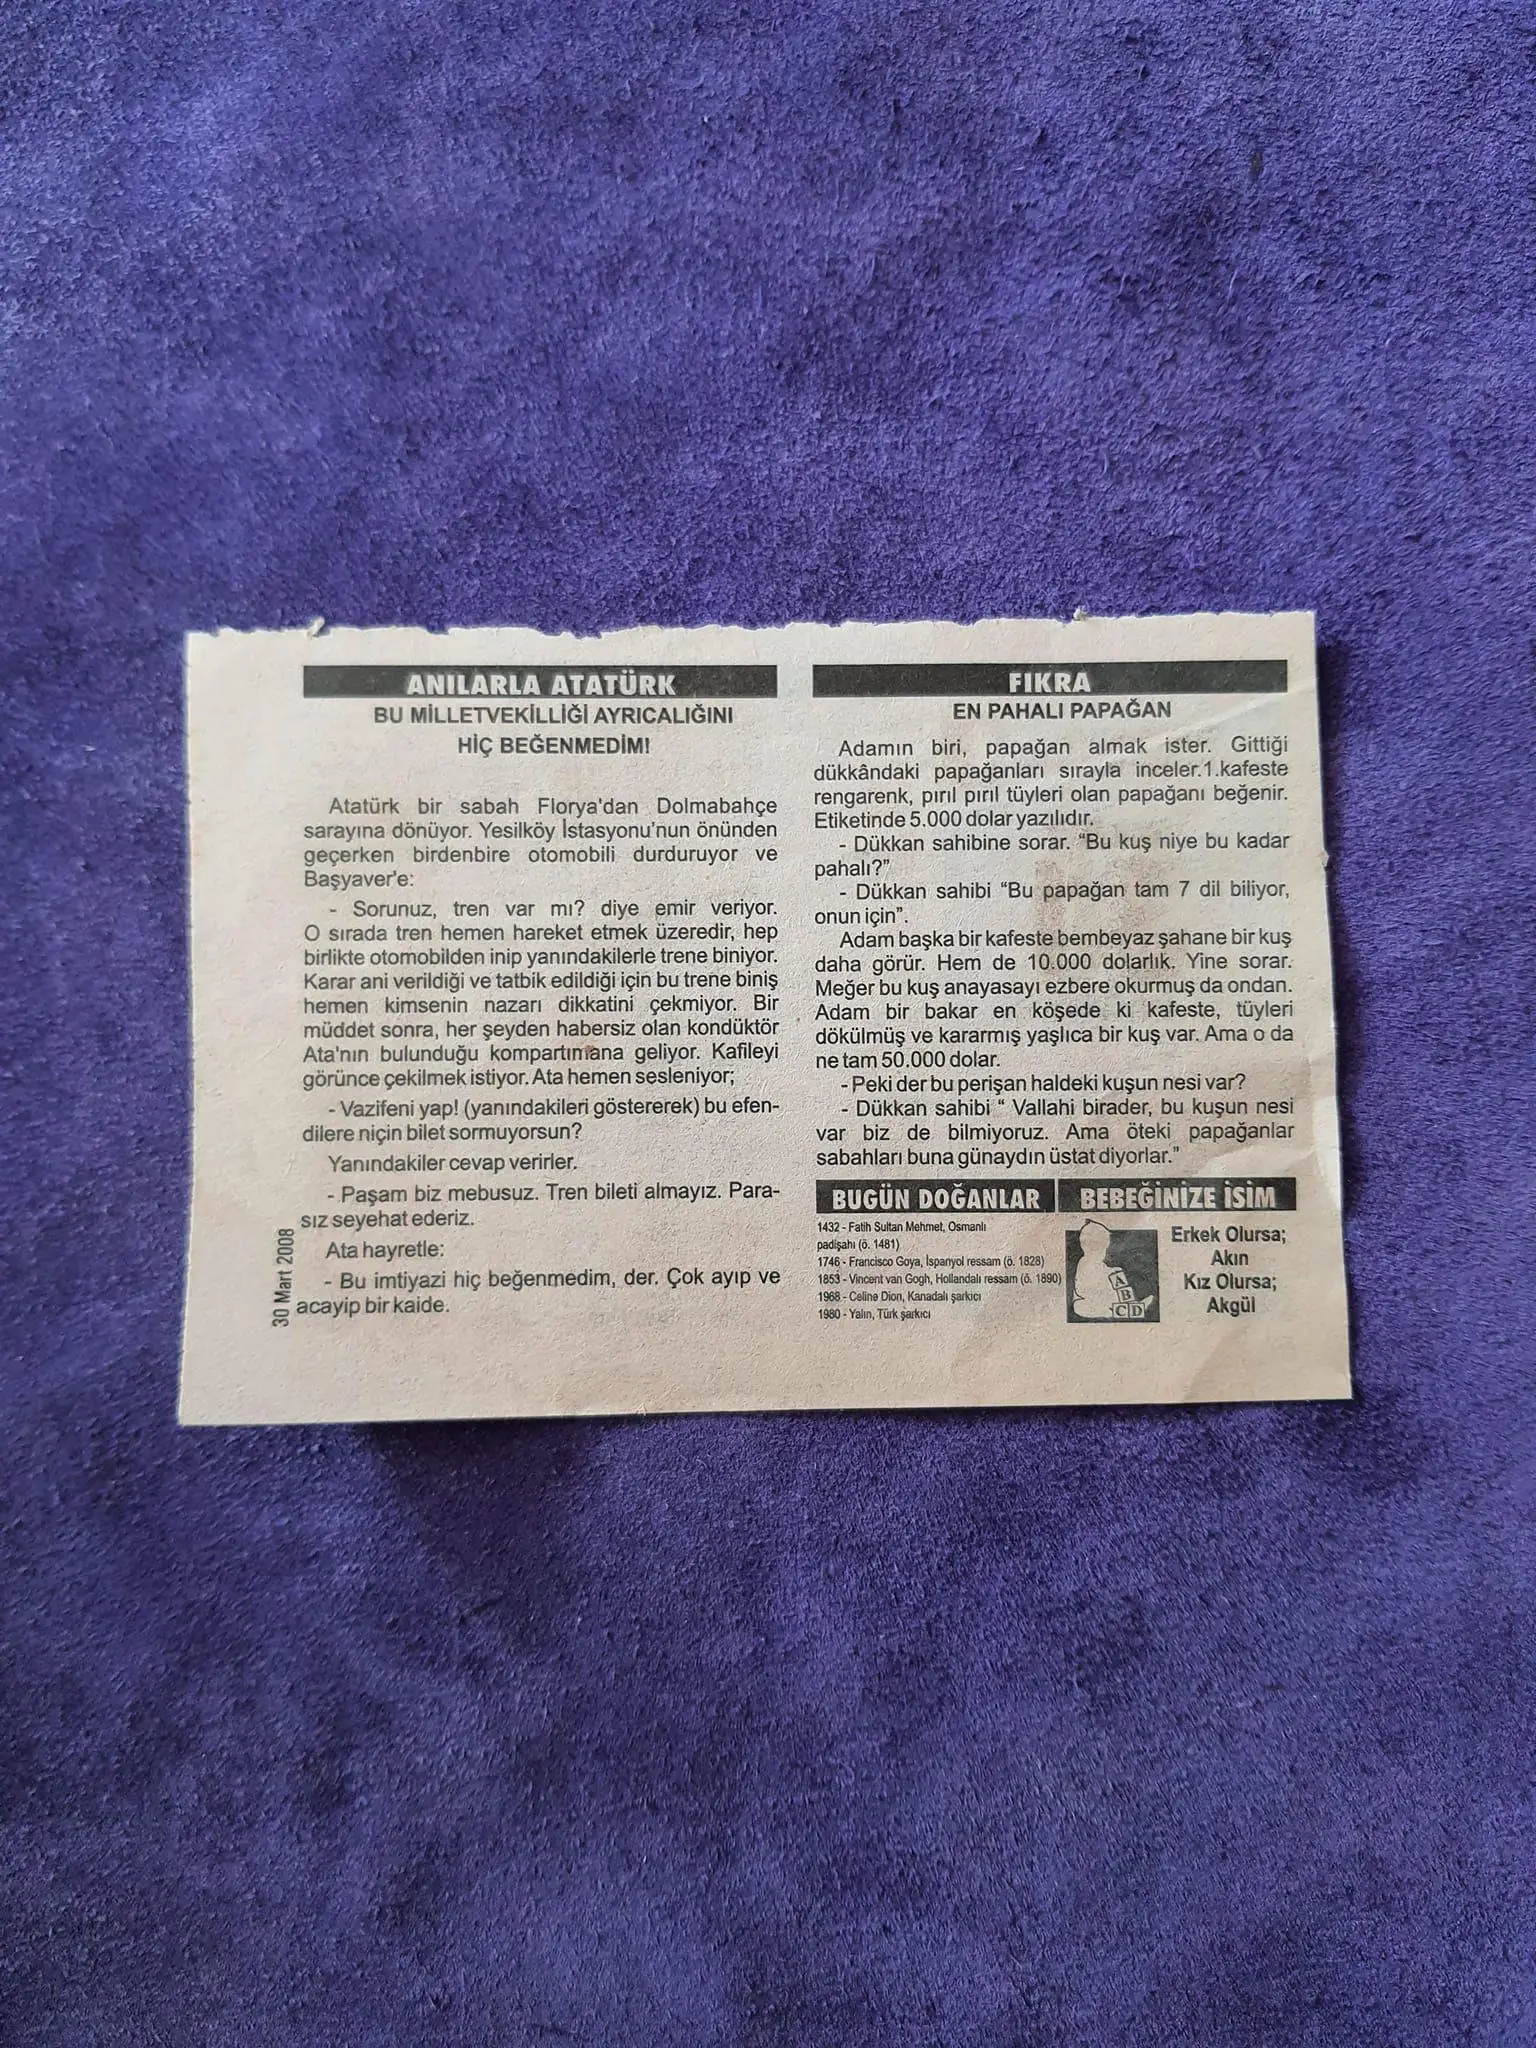 ANILARLA ATATÜRK
BU MİLLETVEKİLLİĞİ AYRICALIĞINI
HİÇ BEĞENMEDİM!
Atatürk bir sabah Florya'dan Dolmabahçe
sarayına dönüyor. Yesilköy İstasyonu'nun önünden
geçerken birdenbire otomobili durduruyor ve
Başyaver'e:
- Sorunuz, tren var mı? diye emir veriyor.
O sırada tren hemen hareket etmek üzeredir, hep
birlikte otomobilden inip yanındakilerle trene biniyor.
Karar ani verildiği ve tatbik edildiği için bu trene biniş
hemen kimsenin nazarı dikkatini çekmiyor. Bir
müddet sonra, her şeyden habersiz olan kondüktör
Ata'nın bulunduğu kompartımana geliyor. Kafileyi
görünce çekilmek istiyor. Ata hemen sesleniyor;
- Vazifeni yap! (yanındakileri göstererek) bu efen-
dilere niçin bilet sormuyorsun?
Yanındakiler cevap verirler.
- Paşam biz mebusuz. Tren bileti almayız. Para-
sız seyehat ederiz.
Ata hayretle:
- Bu imtiyazi hiç beğenmedim, der. Çok ayıp ve
acayip bir kaide.
30 Mart 2008
FIKRA
EN PAHALI PAPAĞAN
Adamın biri, papağan almak ister. Gittiği
dükkândaki papağanları sırayla inceler.1.kafeste
rengarenk, pırıl pırıl tüyleri olan papağanı beğenir.
Etiketinde 5.000 dolar yazılıdır.
- Dükkan sahibine sorar. “Bu kuş niye bu kadar
pahalı?”
- Dükkan sahibi “Bu papağan tam 7 dil biliyor,
onun için”.
Adam başka bir kafeste bembeyaz şahane bir kuş
daha görür. Hem de 10.000 dolarlık. Yine sorar.
Meğer bu kuş anayasayı ezbere okurmuş da ondan.
Adam bir bakar en köşede ki kafeste, tüyleri
dökülmüş ve kararmış yaşlıca bir kuş var. Ama o da
ne tam 50.000 dolar.
- Peki der bu perişan haldeki kuşun nesi var?
- Dükkan sahibi “ Vallahi birader, bu kuşun nesi
var biz de bilmiyoruz. Ama öteki papağanlar
sabahları buna günaydın üstat diyorlar.”
BUGÜN DOĞANLAR
1432 - Fatih Sultan Mehmet, Osmanlı
padişahı (ö. 1481)
1746 - Francisco Goya, İspanyol ressam (ö. 1828)
1853 - Vincent van Gogh, Hollandalı ressam (ö. 1890)
1968 - Celine Dion, Kanadalı şarkıcı
1980 - Yalın, Türk şarkıcı
BEBEĞİNİZE İSİM
A
B
C D
Erkek Olursa;
Akın
Kız Olursa;
Akgül